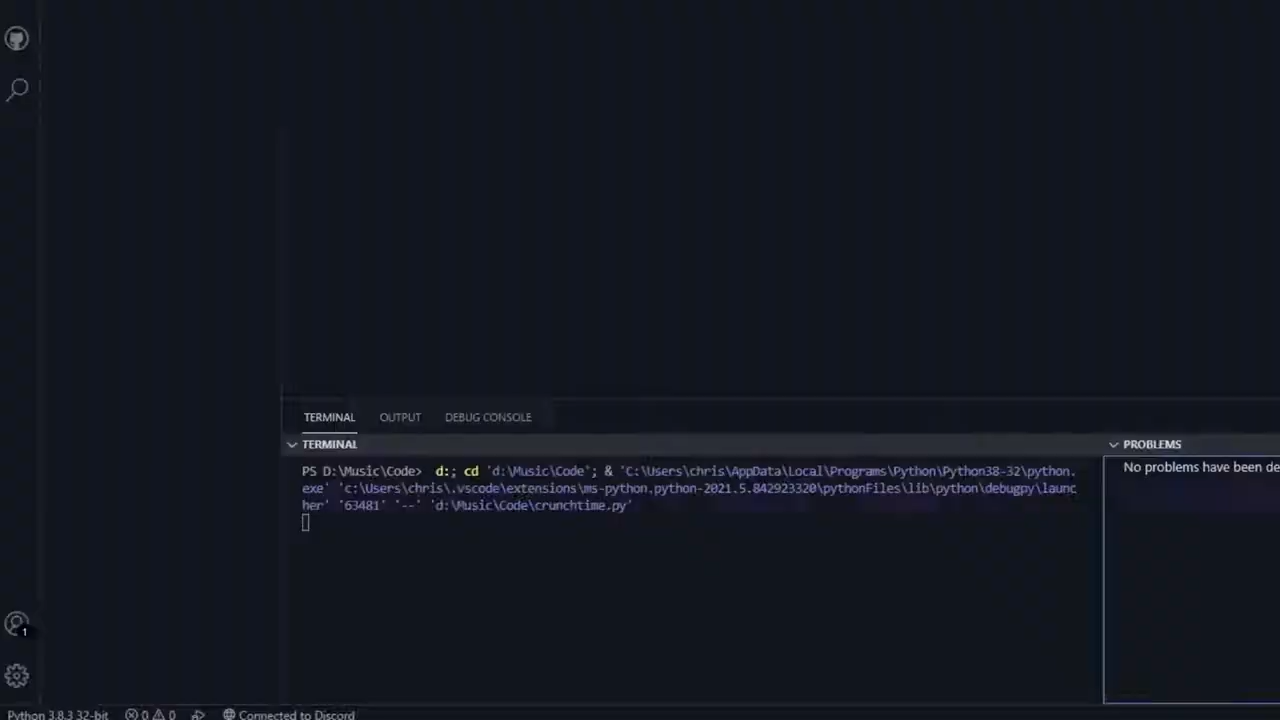 TERMINAL OUTPUT DEBUG CONSOLE
TERMINAL
PROBLEMS
PS D:\Music\Code>  d:; cd 'd:\Music\Code'; & 'C:\Users\chris\AppData\Local\Programs\Python\Python38-32\python.
exe' 'c:\Users\chris\.vscode\extensions\ms-python.python-2021.5.842923320\pythonFiles\lib\python\debugpy\launc
her' '63481' '--' 'd:\Music\Code\crunchtime.py'
No problems have been de
1
Python 3.8.3 32-bit 0 0 Connected to Discord